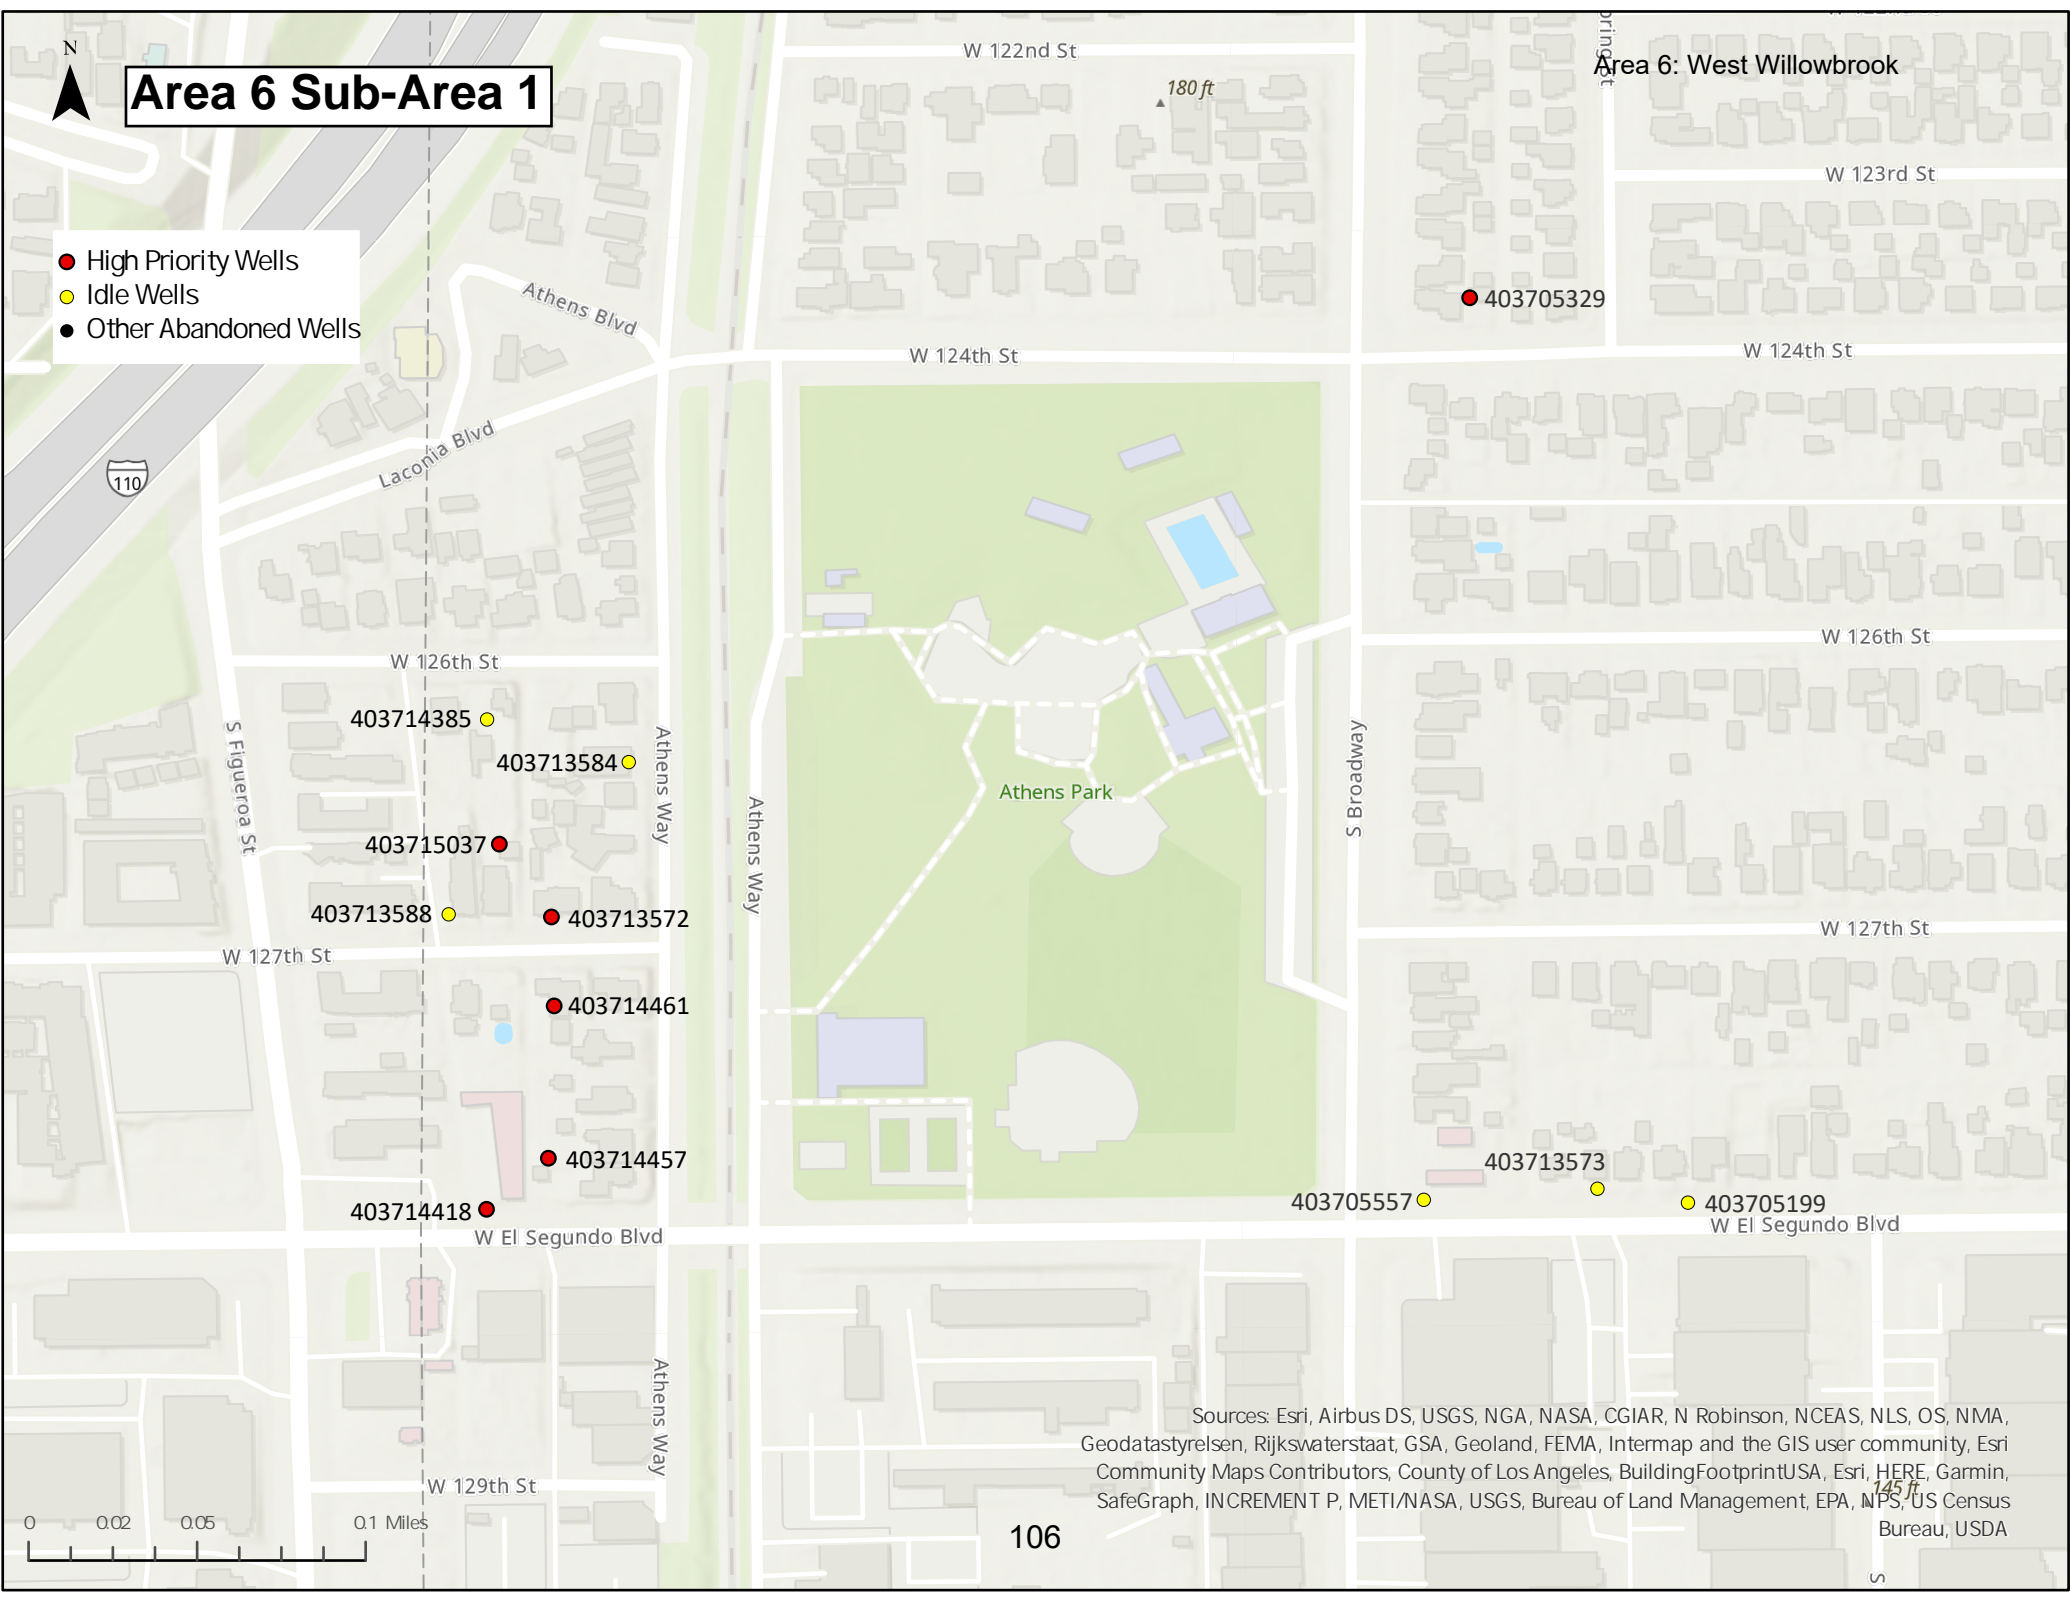 W 122nd St
Spring St
Area 6: West Willowbrook
N
Area 6 Sub-Area 1
180 ft
W 123rd St
High Priority Wells
Idle Wells
Other Abandoned Wells
Athens Blvd
403705329
W 124th St
W 124th St
Laconia Blvd
110
W 126th St
W 126th St
403714385
403713584
S Figueroa St
Athens Way
Athens Way
Athens Park
S Broadway
403715037
403713588
403713572
W 127th St
W 127th St
403714461
403714457
403713573
403714418
403705557
403705199
W El Segundo Blvd
W El Segundo Blvd
Athens Way
Sources: Esri, Airbus DS, USGS, NGA, NASA, CGIAR, N Robinson, NCEAS, NLS, OS, NMA,
Geodatastyrelsen, Rijkswaterstaat, GSA, Geoland, FEMA, Intermap and the GIS user community, Esri
Community Maps Contributors, County of Los Angeles, BuildingFootprintUSA, Esri, HERE, Garmin,
SafeGraph, INCREMENT P, METI/NASA, USGS, Bureau of Land Management, EPA, NPS, US Census
Bureau, USDA
145 ft
W 129th St
0 0.02 0.05 0.1 Miles
106
S